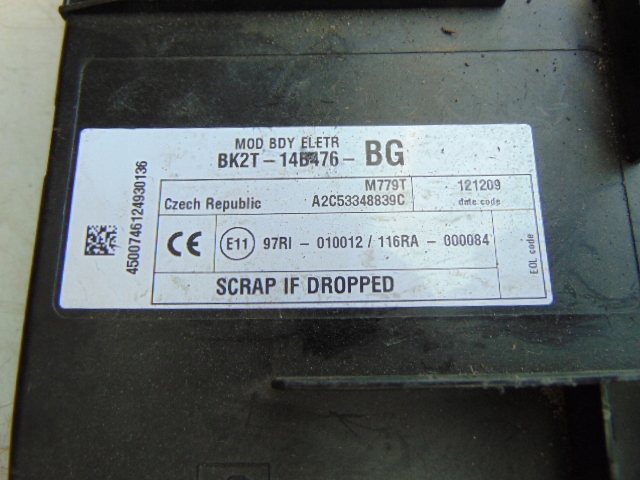 MOD BDY ELETR
BK2T-14B476- BG
M779T
121209
Czech Republic
A2C53348839C
date code
CE
E11
97RI - 010012 / 116RA - 000084
EOL code
SCRAP IF DROPPED
4500746124930136